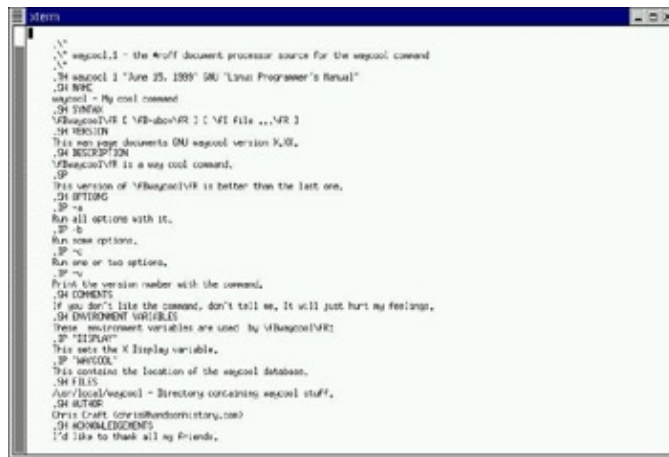 xterm
.\"
.\" waycool.1 - the *roff document processor source for the waycool command
.\"
.TH waycool 1 "June 15, 1999" GNU "Linux Programmer's Manual"
.SH NAME
waycool - My cool command
.SH SYNTAX
\fBwaycool\fR [ \fB-abcv\fR ] [ \fI file ...\fR ]
.SH VERSION
This man page documents GNU waycool version X.XX.
.SH DESCRIPTION
\fBwaycool\fR is a way cool command.
.SP
This version of \fBwaycool\fR is better than the last one.
.SH OPTIONS
.IP -a
Run all options with it.
.IP -b
Run some options.
.IP -c
Run one or two options.
.IP -v
Print the version number with the command.
.SH COMMENTS
If you don't like the command, don't tell me. It will just hurt my feelings.
.SH ENVIRONMENT VARIABLES
These environment variables are used by \fBwaycool\fR:
.IP "DISPLAY"
This sets the X Display variable.
.IP "WAYCOOL"
This contains the location of the waycool database.
.SH FILES
/usr/local/waycool - Directory containing waycool stuff.
.SH AUTHOR
Chris Craft (chris@handsonhistory.com)
.SH ACKNOWLEDGEMENTS
I'd like to thank all my friends.